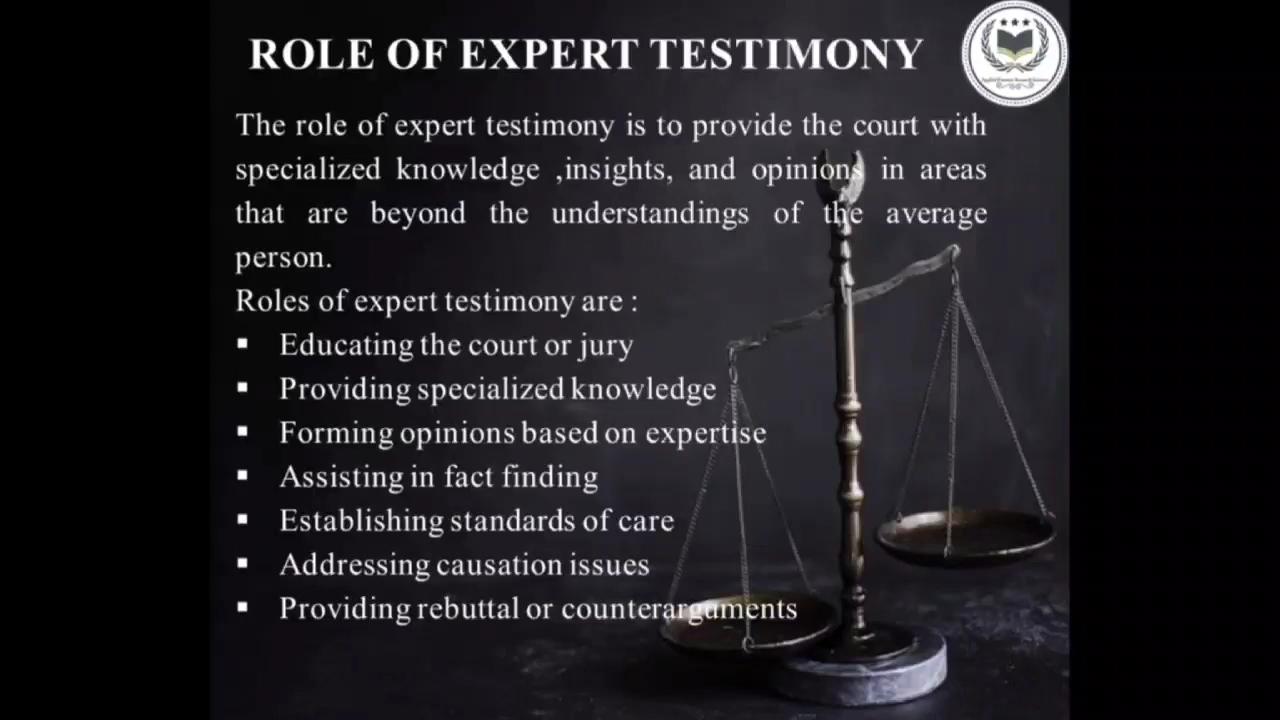 ROLE OF EXPERT TESTIMONY
The role of expert testimony is to provide the court with
specialized knowledge ,insights, and opinions in areas
that are beyond the understandings of the average
person.
Roles of expert testimony are :
▪ Educating the court or jury
▪ Providing specialized knowledge
▪ Forming opinions based on expertise
▪ Assisting in fact finding
▪ Establishing standards of care
▪ Addressing causation issues
▪ Providing rebuttal or counterarguments